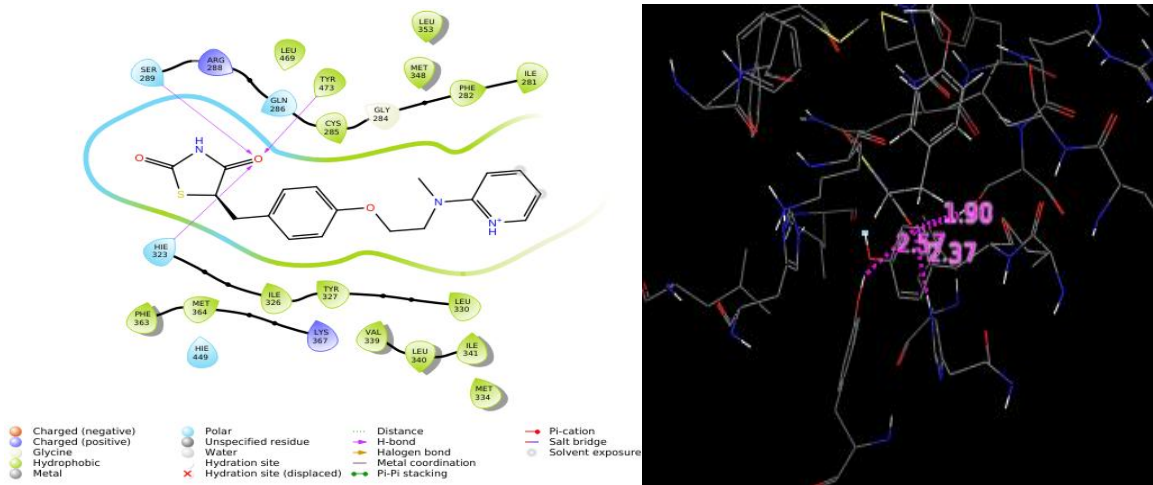 LEU
353
LEU
469
ARG
288
SER
289
TYR
473
MET
348
ILE
281
PHE
282
GLN
286
GLY
284
CYS
285
NH
O
O
S
O
N
N⁺
H
HIE
323
ILE
326
TYR
327
LEU
330
MET
364
PHE
363
LYS
367
VAL
339
ILE
341
LEU
340
HIE
449
MET
334
Charged (negative)
Charged (positive)
Glycine
Hydrophobic
Metal
Polar
Unspecified residue
Water
Hydration site
Hydration site (displaced)
Distance
H-bond
Halogen bond
Metal coordination
Pi-Pi stacking
Pi-cation
Salt bridge
Solvent exposure
1.90
2.57
2.37